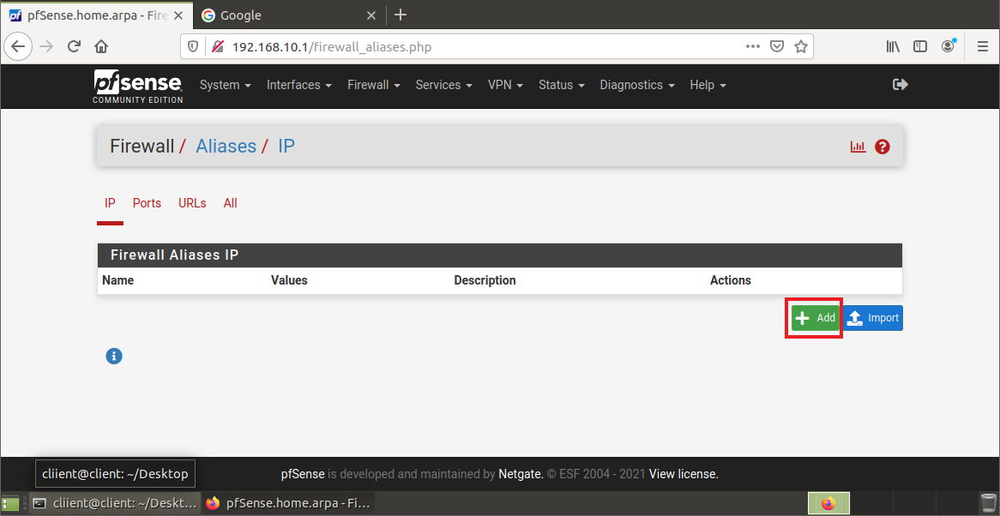 pfSense.home.arpa - Fire
Google
192.168.10.1/firewall_aliases.php
pfsense
COMMUNITY EDITION
System Interfaces Firewall Services VPN Status Diagnostics Help
Firewall / Aliases / IP
IP Ports URLs All
Firewall Aliases IP
Name Values Description Actions
Add Import
cliient@client: ~/Desktop
pfSense is developed and maintained by Netgate. © ESF 2004 - 2021 View license.
cliient@client: ~/Deskt... pfSense.home.arpa - Fi...